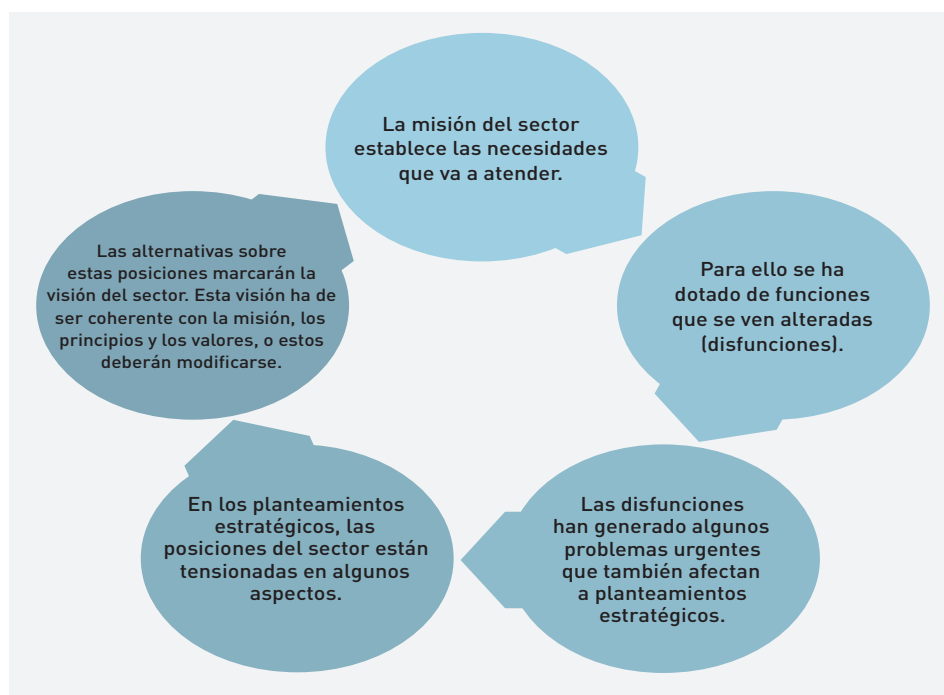 La misión del sector
establece las necesidades
que va a atender.
Para ello se ha
dotado de funciones
que se ven alteradas
(disfunciones).
Las disfunciones
han generado algunos
problemas urgentes
que también afectan
a planteamientos
estratégicos.
En los planteamientos
estratégicos, las
posiciones del sector están
tensionadas en algunos
aspectos.
Las alternativas sobre
estas posiciones marcarán la
visión del sector. Esta visión ha de
ser coherente con la misión, los
principios y los valores, o estos
deberán modificarse.